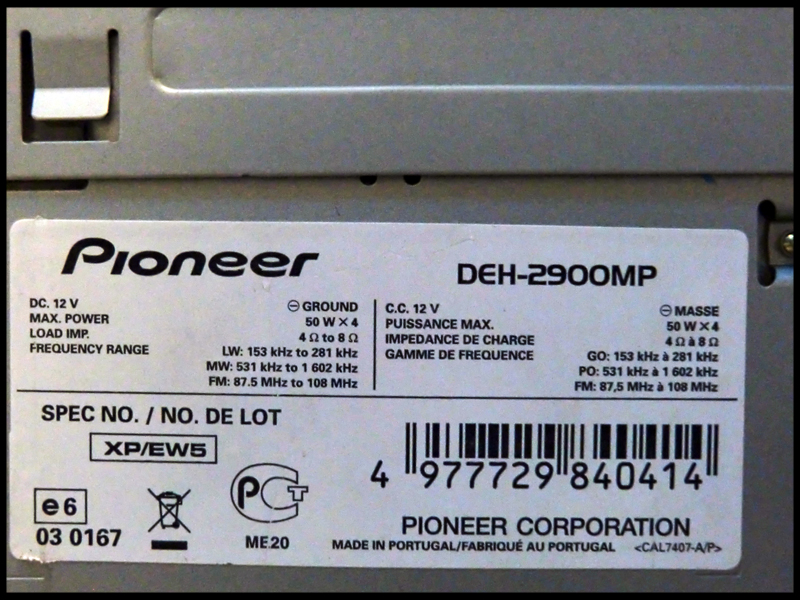 Pioneer
DEH-2900MP
DC. 12 V ⊖ GROUND
MAX. POWER 50 W X 4
LOAD IMP. 4 Ω to 8 Ω
FREQUENCY RANGE LW: 153 kHz to 281 kHz
MW: 531 kHz to 1 602 kHz
FM: 87.5 MHz to 108 MHz
C.C. 12 V ⊖ MASSE
PUISSANCE MAX. 50 W X 4
IMPEDANCE DE CHARGE 4 Ω à 8 Ω
GAMME DE FREQUENCE GO: 153 kHz à 281 kHz
PO: 531 kHz à 1 602 kHz
FM: 87,5 MHz à 108 MHz
SPEC NO. / NO. DE LOT
XP/EW5
e6
03 0167
PCT
ME20
4 977729 840414
PIONEER CORPORATION
MADE IN PORTUGAL/FABRIQUÉ AU PORTUGAL <CAL7407-A/P>